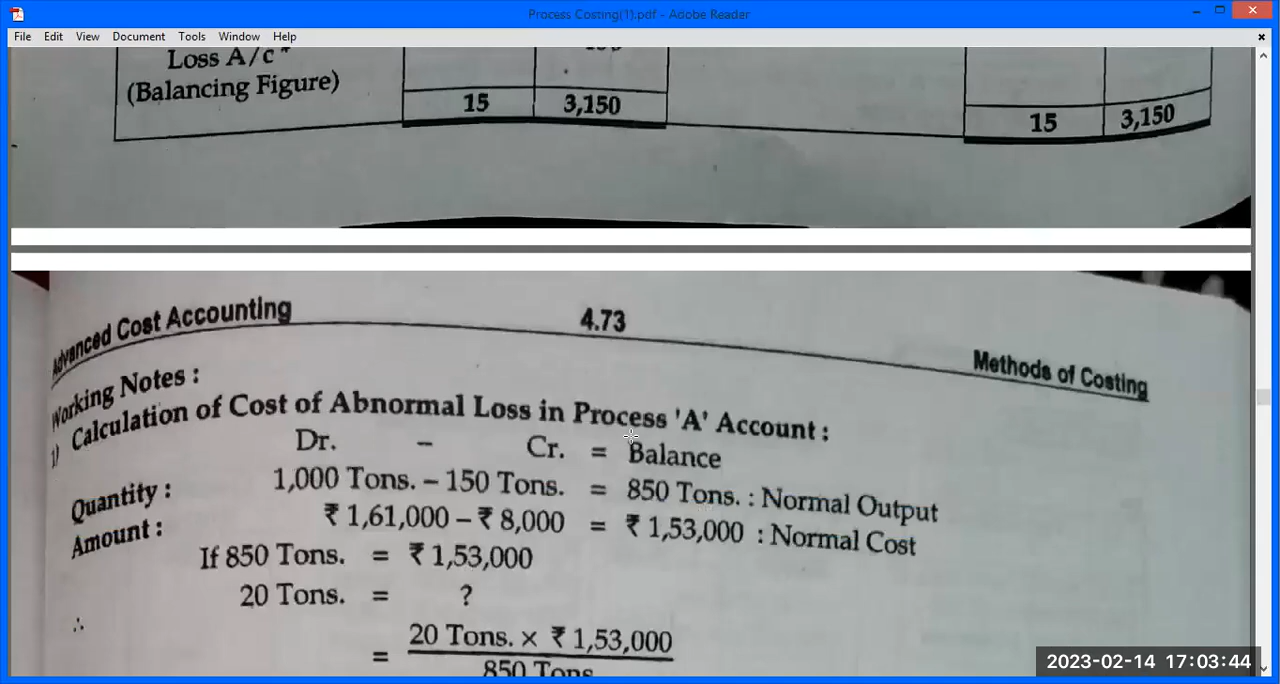 Process Costing(1).pdf - Adobe Reader
File Edit View Document Tools Window Help
Loss A/c *
(Balancing Figure)
15 3,150 15 3,150
Advanced Cost Accounting 4.73 Methods of Costing
Working Notes :
1) Calculation of Cost of Abnormal Loss in Process 'A' Account :
Dr. – Cr. = Balance
Quantity : 1,000 Tons. – 150 Tons. = 850 Tons. : Normal Output
Amount : ₹ 1,61,000 – ₹ 8,000 = ₹ 1,53,000 : Normal Cost
If 850 Tons. = ₹ 1,53,000
20 Tons. = ?
∴ = 20 Tons. × ₹ 1,53,000
850 Tons
2023-02-14 17:03:44